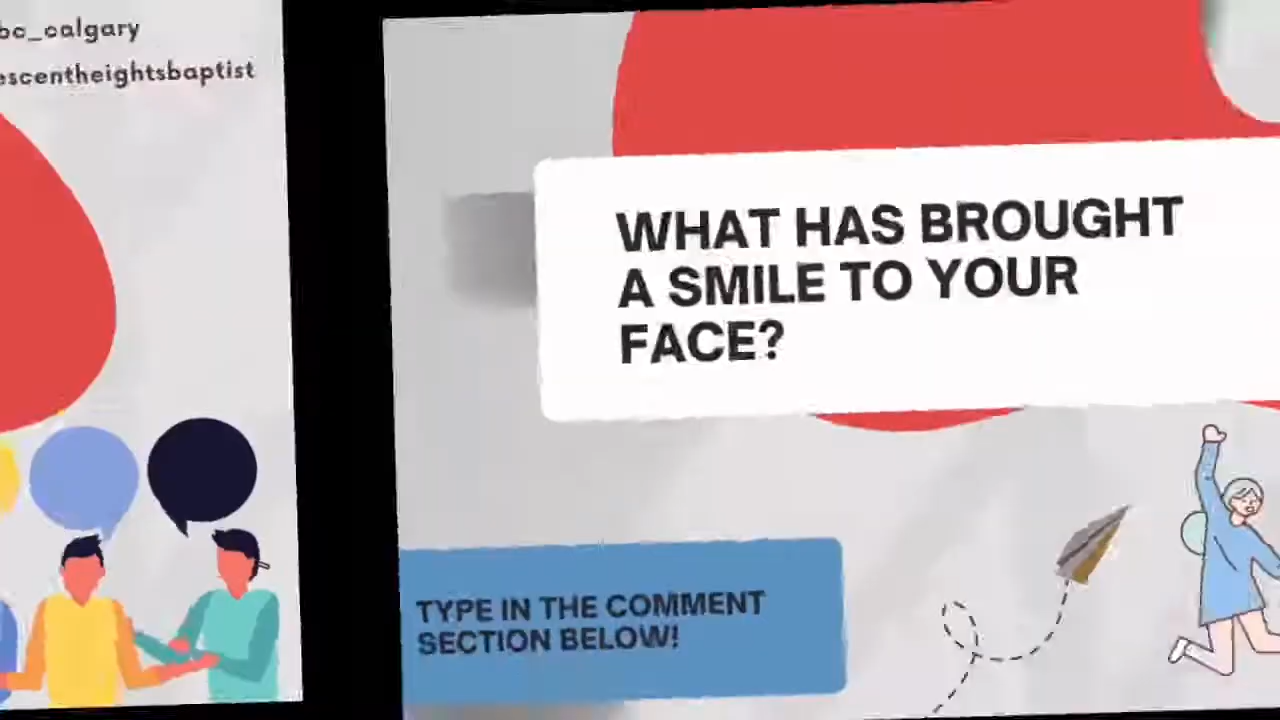 bc_calgary
escentheightsbaptist
WHAT HAS BROUGHT
A SMILE TO YOUR
FACE?
TYPE IN THE COMMENT
SECTION BELOW!